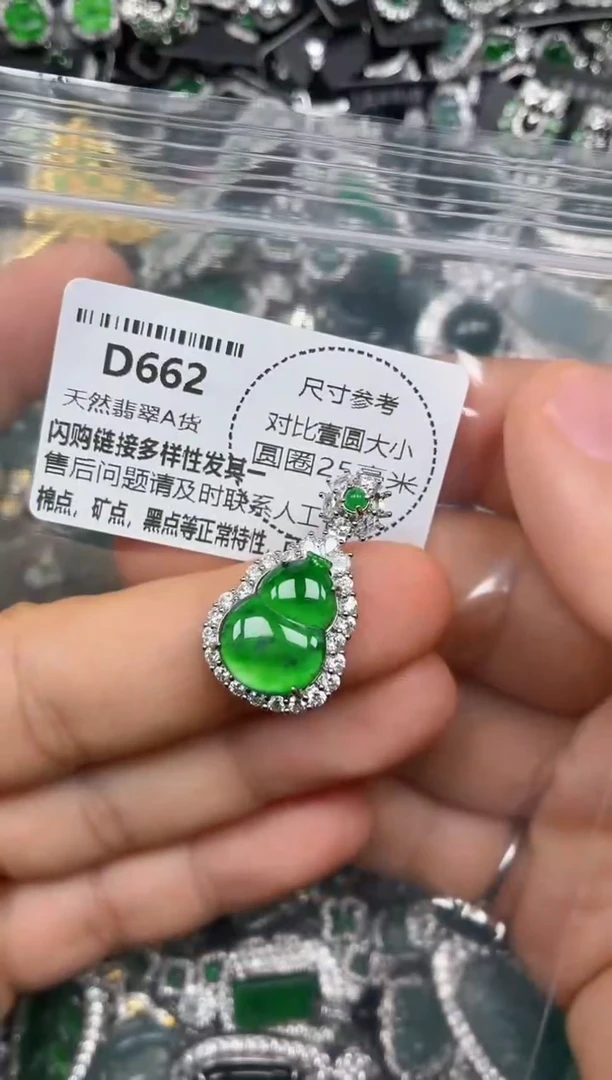 D662
天然翡翠A货
闪购链接多样性发其一
售后问题请及时联系人工
棉点，矿点，黑点等正常特性
尺寸参考
对比壹圆大小
圆圈25毫米